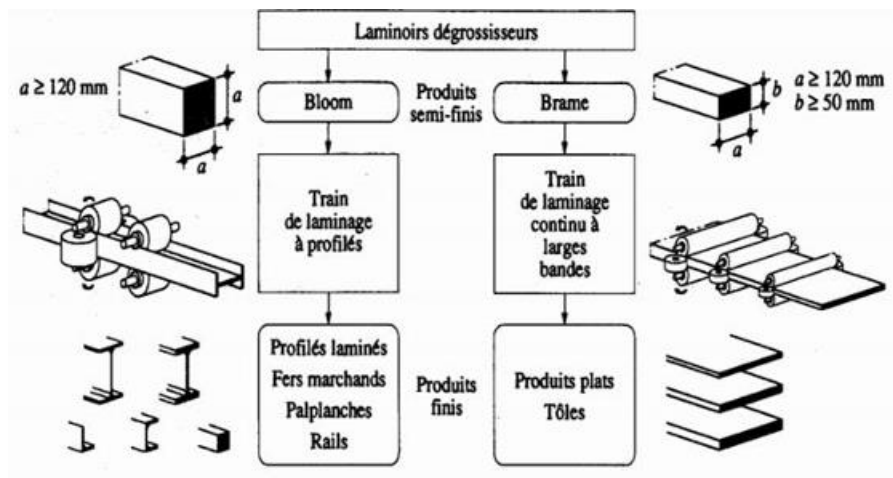 Laminoirs dégrossisseurs
a ≥ 120 mm
a
a
Bloom
Produits
semi-finis
Brame
b
a
a ≥ 120 mm
b ≥ 50 mm
Train
de laminage
à profilés
Train
de laminage
continu à
larges
bandes
Profilés laminés
Fers marchands
Palplanches
Rails
Produits
finis
Produits plats
Tôles